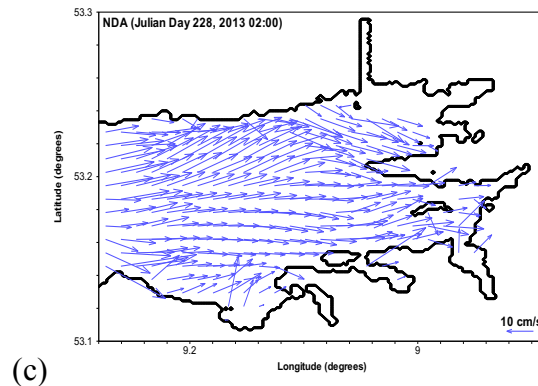 NDA (Julian Day 228, 2013 02:00)
53.3
53.2
53.1
Latitude (degrees)
10 cm/s
9.2
9
Longitude (degrees)
(c)